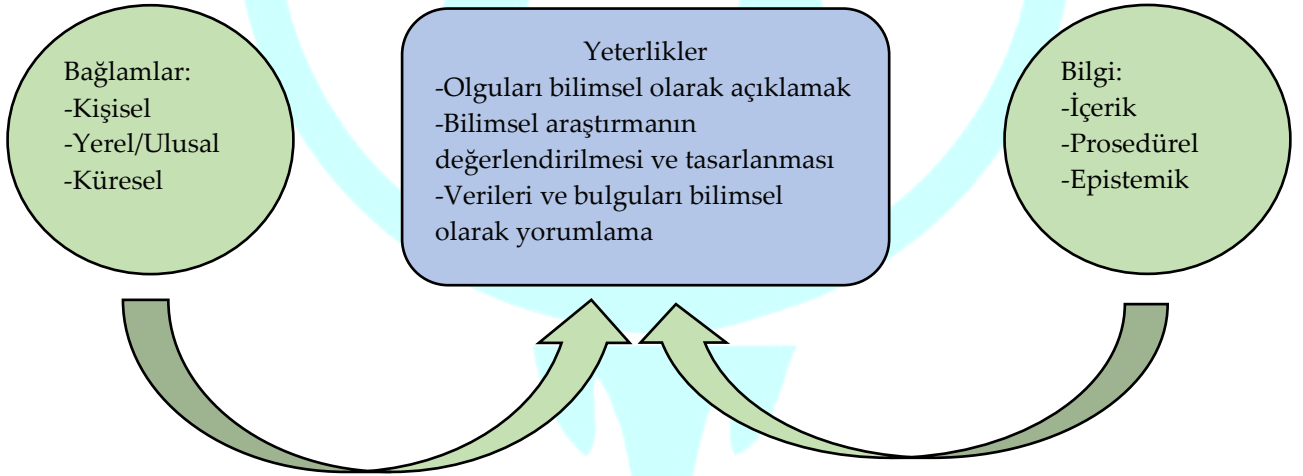 Bağlamlar:
-Kişisel
-Yerel/Ulusal
-Küresel
Yeterlikler
-Olguları bilimsel olarak açıklamak
-Bilimsel araştırmanın
değerlendirilmesi ve tasarlanması
-Verileri ve bulguları bilimsel
olarak yorumlama
Bilgi:
-İçerik
-Prosedürel
-Epistemik